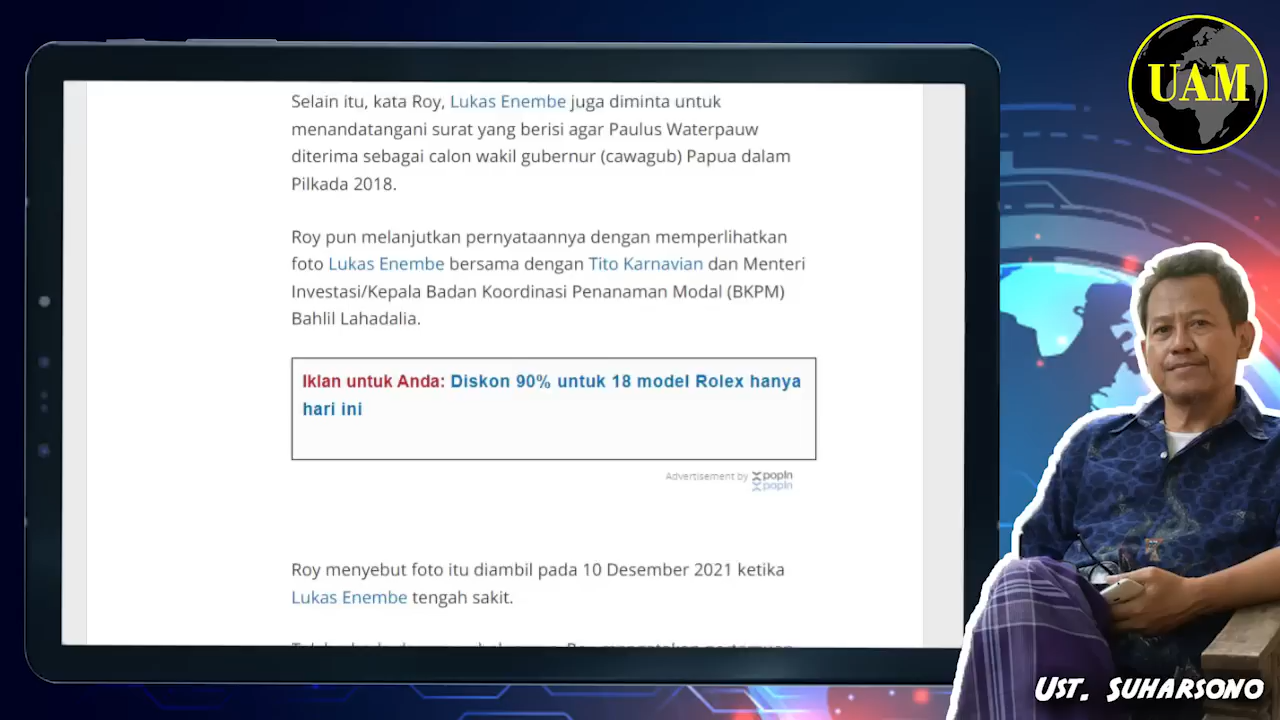 Selain itu, kata Roy, Lukas Enembe juga diminta untuk
menandatangani surat yang berisi agar Paulus Waterpauw
diterima sebagai calon wakil gubernur (cawagub) Papua dalam
Pilkada 2018.
Roy pun melanjutkan pernyataannya dengan memperlihatkan
foto Lukas Enembe bersama dengan Tito Karnavian dan Menteri
Investasi/Kepala Badan Koordinasi Penanaman Modal (BKPM)
Bahlil Lahadalia.
Iklan untuk Anda: Diskon 90% untuk 18 model Rolex hanya
hari ini
Advertisement by popIn
popIn
Roy menyebut foto itu diambil pada 10 Desember 2021 ketika
Lukas Enembe tengah sakit.
UAM
Ust. Suharsono